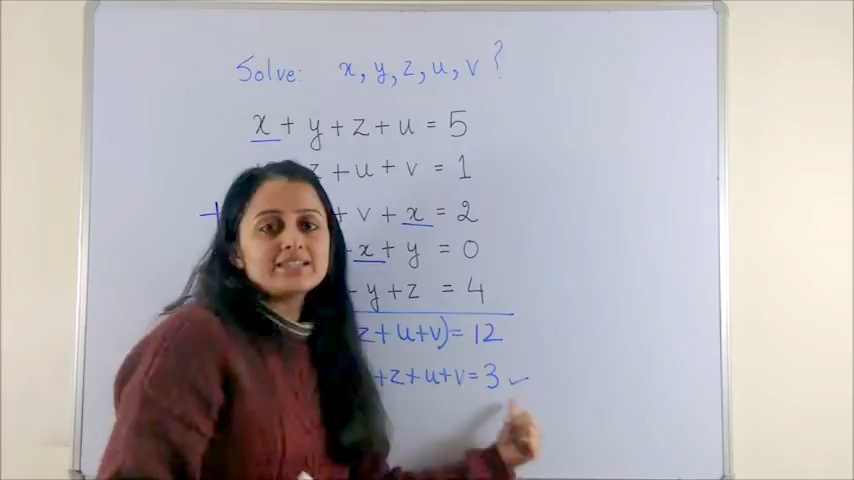 Solve: x, y, z, u, v ?
x + y + z + u = 5
z + u + v = 1
+ + v + x = 2
x + y = 0
y + z = 4
z + u + v) = 12
+ z + u + v = 3 ✓